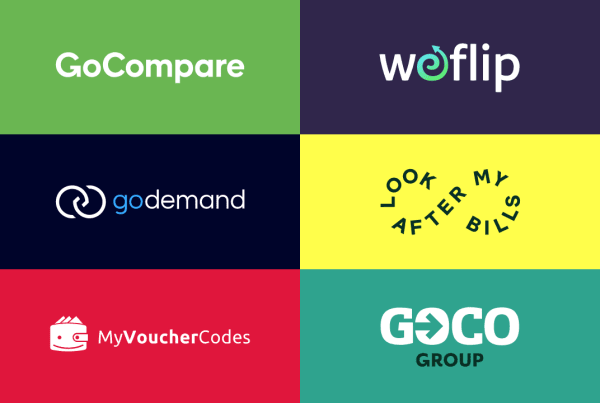 GoCompare
weflip
godemand
LOOK AFTER MY BILLS
MyVoucherCodes
GOCO
GROUP